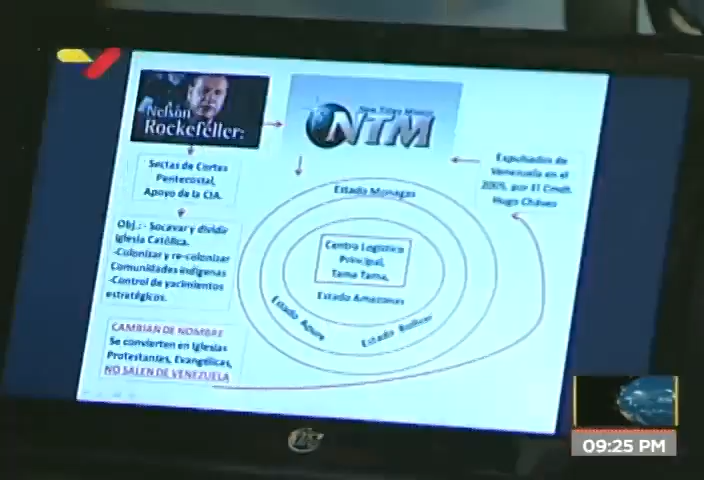 Nelson
Rockefeller:
New Tribes Mission
NTM
Sectas de Cortes
Pentecostal,
Apoyo de la CIA.
Obj.:- Socavar y dividir
Iglesia Católica.
-Colonizar y re-colonizar
Comunidades indígenas
-Control de yacimientos
estratégicos.
CAMBIAN DE NOMBRE
Se convierten en Iglesias
Protestantes, Evangélicas,
NO SALEN DE VENEZUELA
Estado Monagas
Centro Logístico
Principal,
Tama Tama,
Estado Amazonas
Estado Apure
Estado Bolívar
Expulsados de
Venezuela en el
2005, por El Cmdt.
Hugo Chávez
09:25 PM